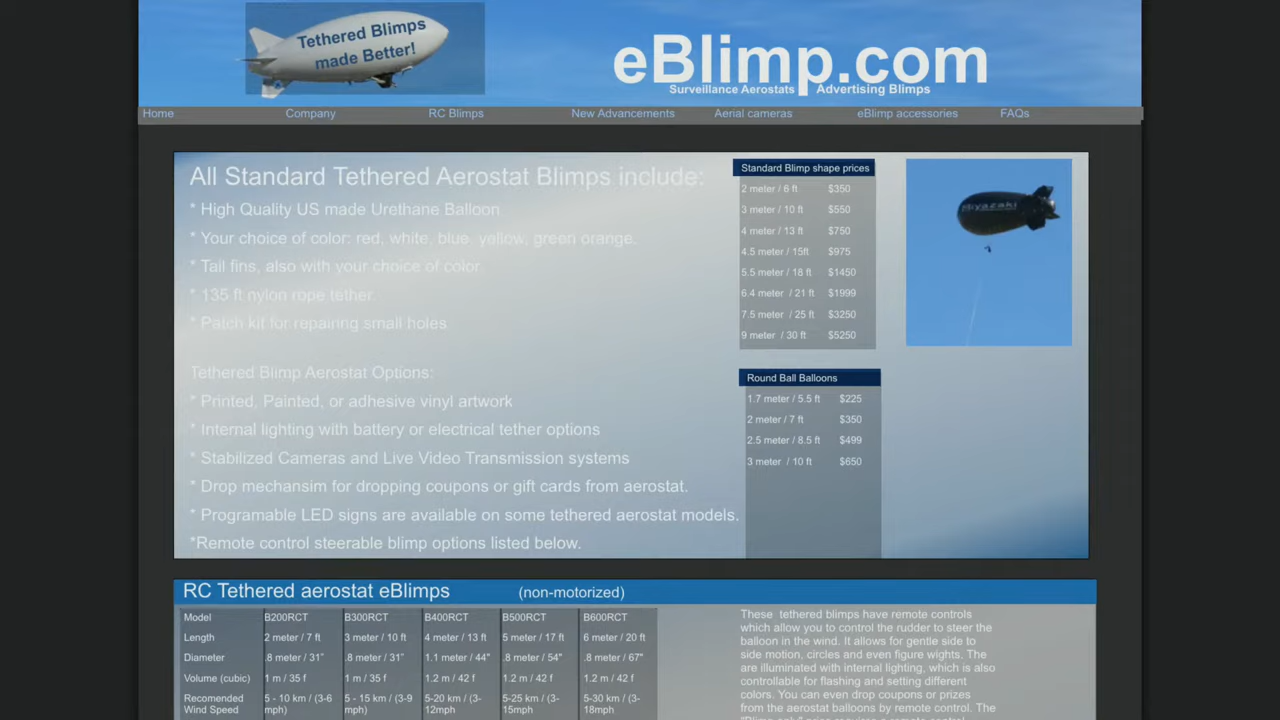 Tethered Blimps
made Better!
eBlimp.com
Surveillance Aerostats
Advertising Blimps
Home Company RC Blimps New Advancements Aerial cameras eBlimp accessories FAQs
All Standard Tethered Aerostat Blimps include:
* High Quality US made Urethane Balloon
* Your choice of color: red, white, blue yellow, green orange.
* Tail fins, also with your choice of color.
* 135 ft nylon rope tether.
* Patch kit for repairing small holes
Tethered Blimp Aerostat Options:
* Printed, Painted, or adhesive vinyl artwork
* Internal lighting with battery or electrical tether options
* Stabilized Cameras and Live Video Transmission systems
* Drop mechansim for dropping coupons or gift cards from aerostat.
* Programable LED signs are available on some tethered aerostat models.
*Remote control steerable blimp options listed below.
Standard Blimp shape prices
2 meter / 6 ft $350
3 meter / 10 ft $550
4 meter / 13 ft $750
4.5 meter / 15ft $975
5.5 meter / 18 ft $1450
6.4 meter / 21 ft $1999
7.5 meter / 25 ft $3250
9 meter / 30 ft $5250
Miyazaki
Round Ball Balloons
1.7 meter / 5.5 ft $225
2 meter / 7 ft $350
2.5 meter / 8.5 ft $499
3 meter / 10 ft $650
RC Tethered aerostat eBlimps (non-motorized)
Model B200RCT B300RCT B400RCT B500RCT B600RCT
Length 2 meter / 7 ft 3 meter / 10 ft 4 meter / 13 ft 5 meter / 17 ft 6 meter / 20 ft
Diameter .8 meter / 31" .8 meter / 31" 1.1 meter / 44" .8 meter / 54" .8 meter / 67"
Volume (cubic) 1 m / 35 f 1 m / 35 f 1.2 m / 42 f 1.2 m / 42 f 1.2 m / 42 f
Recomended 5 - 10 km / (3-6 5 - 15 km / (3-9 5-20 km / (3- 5-25 km / (3- 5-30 km / (3-
Wind Speed mph) mph) 12mph 15mph 18mph
These tethered blimps have remote controls
which allow you to control the rudder to steer the
balloon in the wind. It allows for gentle side to
side motion, circles and even figure wights. The
are illuminated with internal lighting, which is also
controllable for flashing and setting different
colors. You can even drop coupons or prizes
from the aerostat balloons by remote control. The
"Blimp only" price requires a remote control